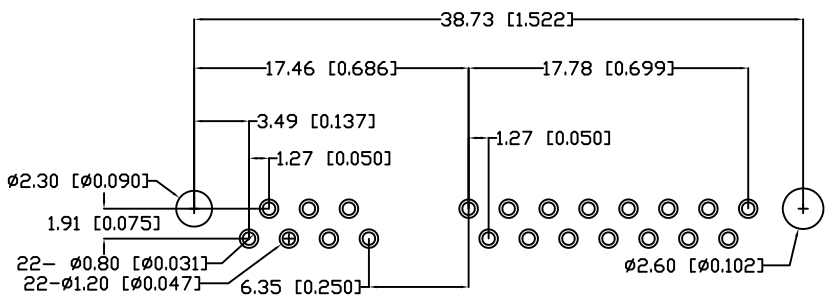 38.73 [1.522]
17.46 [0.686]
17.78 [0.699]
3.49 [0.137]
1.27 [0.050]
1.27 [0.050]
Ø2.30 [Ø0.090]
1.91 [0.075]
22- Ø0.80 [Ø0.031]
Ø2.60 [Ø0.102]
22-Ø1.20 [Ø0.047]
6.35 [0.250]